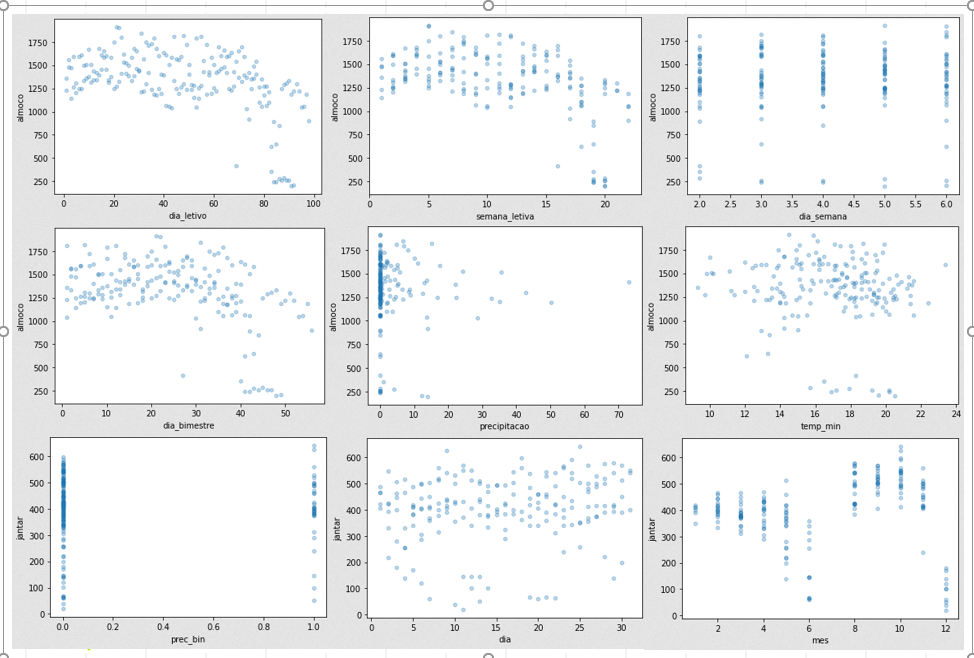 almoco
1750
1500
1250
1000
750
500
250
0 20 40 60 80 100
dia_letivo
almoco
1750
1500
1250
1000
750
500
250
0 5 10 15 20
semana_letiva
almoco
1750
1500
1250
1000
750
500
250
2.0 2.5 3.0 3.5 4.0 4.5 5.0 5.5 6.0
dia_semana
almoco
1750
1500
1250
1000
750
500
250
0 10 20 30 40 50
dia_bimestre
almoco
1750
1500
1250
1000
750
500
250
0 10 20 30 40 50 60 70
precipitacao
almoco
1750
1500
1250
1000
750
500
250
10 12 14 16 18 20 22 24
temp_min
jantar
600
500
400
300
200
100
0
0.0 0.2 0.4 0.6 0.8 1.0
prec_bin
jantar
600
500
400
300
200
100
0
0 5 10 15 20 25 30
dia
jantar
600
500
400
300
200
100
0
2 4 6 8 10 12
mes